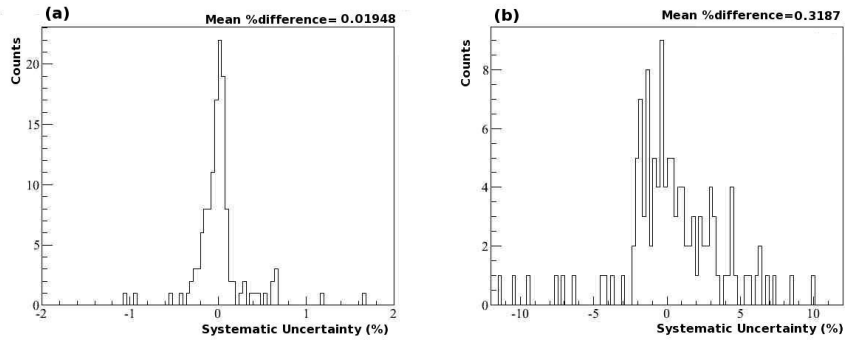 (a)
Mean %difference= 0.01948
Counts
20
15
10
5
0
-2
-1
0
1
2
Systematic Uncertainty (%)
(b)
Mean %difference=0.3187
Counts
8
6
4
2
0
-10
-5
0
5
10
Systematic Uncertainty (%)